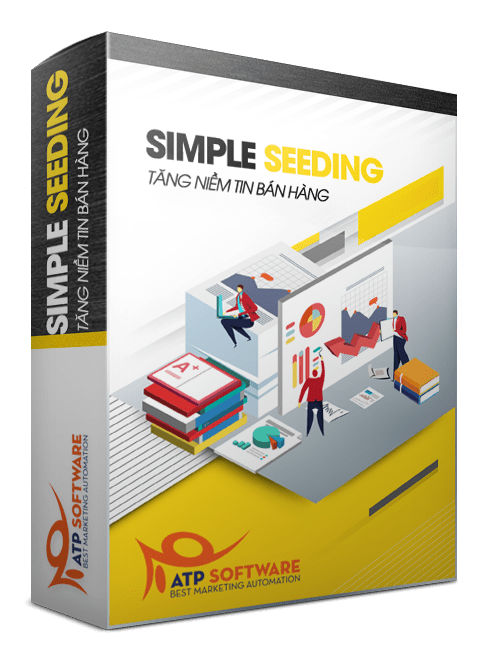 SIMPLE SEEDING
TĂNG NIỀM TIN BÁN HÀNG
SIMPLE SEEDING
TĂNG NIỀM TIN BÁN HÀNG
A+
ATP SOFTWARE
BEST MARKETING AUTOMATION
ATP SOFTWARE
BEST MARKETING AUTOMATION